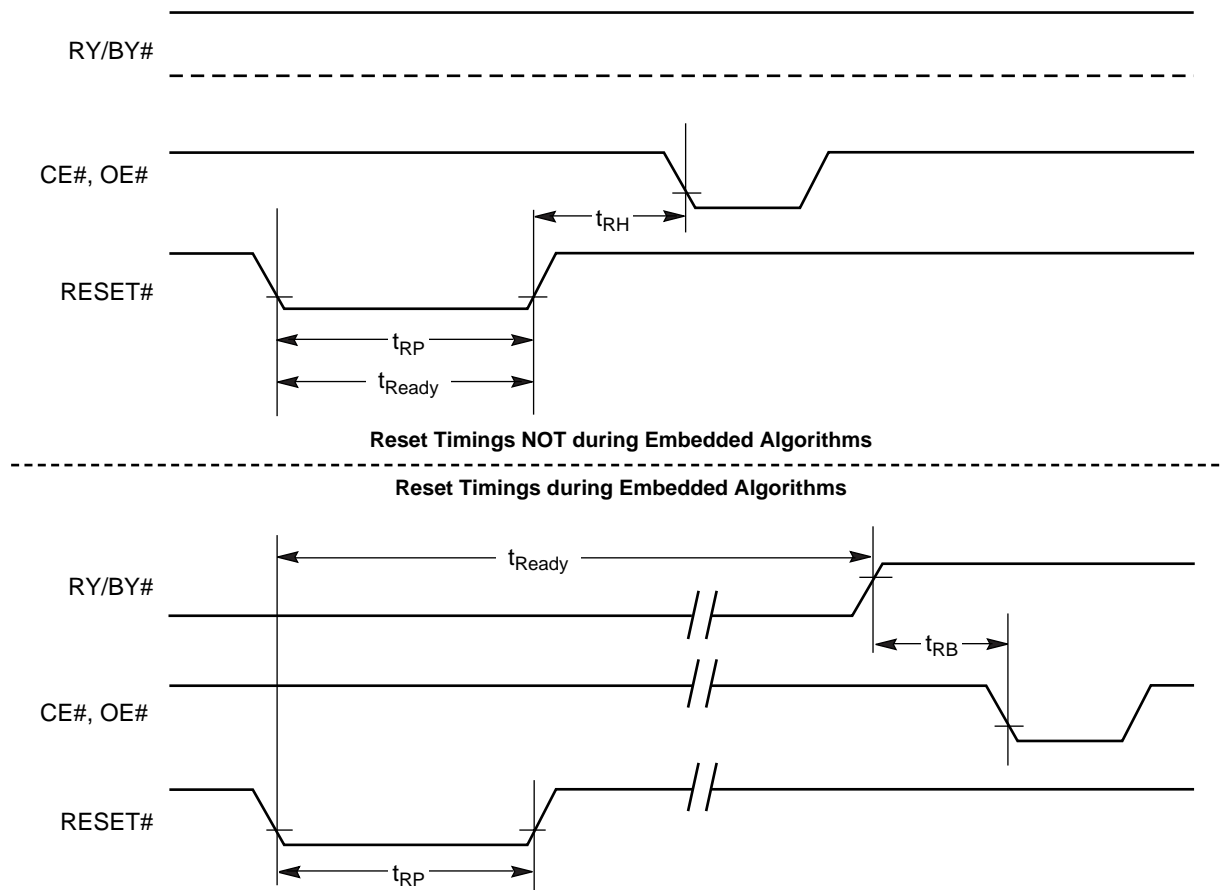 RY/BY#
CE#, OE#
tRH
RESET#
tRP
tReady
Reset Timings NOT during Embedded Algorithms
Reset Timings during Embedded Algorithms
tReady
RY/BY#
tRB
CE#, OE#
RESET#
tRP